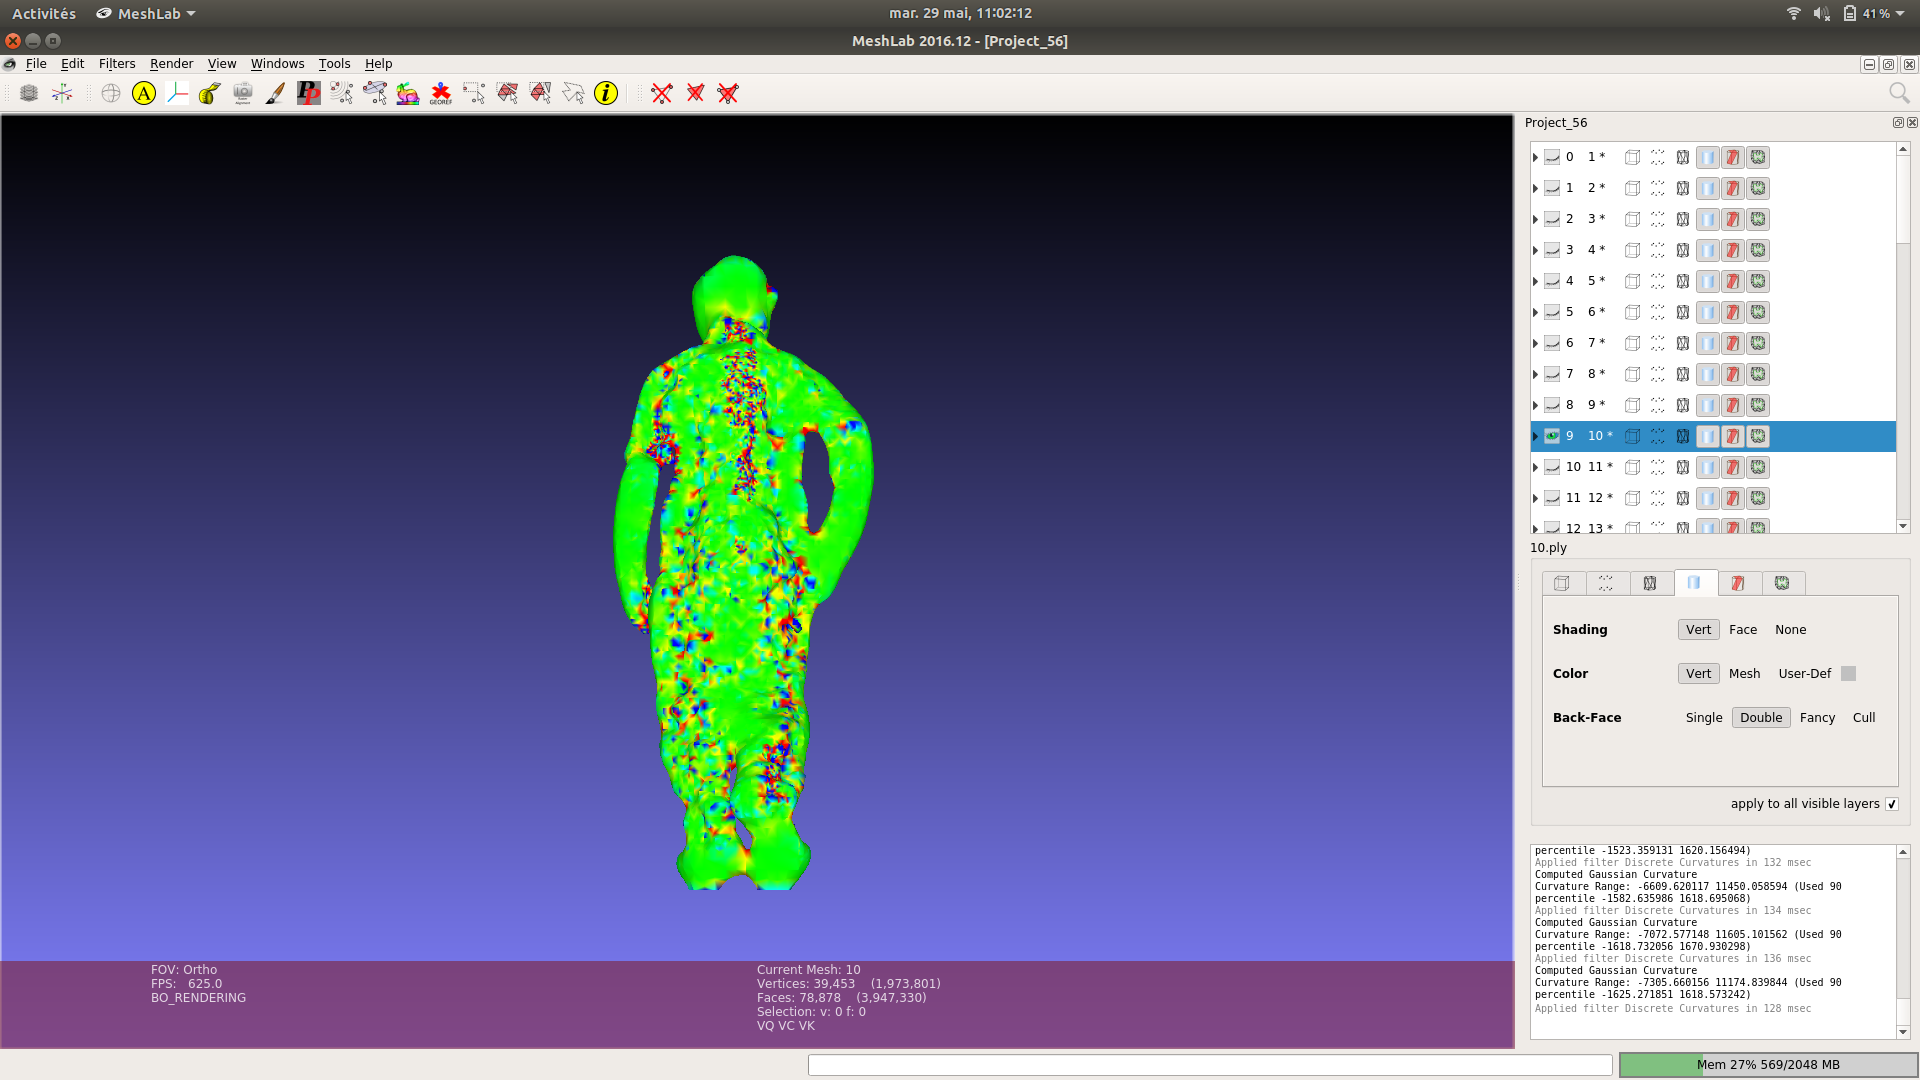 Activités MeshLab mar. 29 mai, 11:02:12 41 %
MeshLab 2016.12 - [Project_56]
File Edit Filters Render View Windows Tools Help
A PP GEOREF i
Project_56
0 1 *
1 2 *
2 3 *
3 4 *
4 5 *
5 6 *
6 7 *
7 8 *
8 9 *
9 10 *
10 11 *
11 12 *
12 13 *
10.ply
Shading Vert Face None
Color Vert Mesh User-Def
Back-Face Single Double Fancy Cull
apply to all visible layers
percentile -1523.359131 1620.156494)
Applied filter Discrete Curvatures in 132 msec
Computed Gaussian Curvature
Curvature Range: -6609.620117 11450.058594 (Used 90
percentile -1582.635986 1618.695068)
Applied filter Discrete Curvatures in 134 msec
Computed Gaussian Curvature
Curvature Range: -7072.577148 11605.101562 (Used 90
percentile -1618.732056 1670.930298)
Applied filter Discrete Curvatures in 136 msec
Computed Gaussian Curvature
Curvature Range: -7305.660156 11174.839844 (Used 90
percentile -1625.271851 1618.573242)
Applied filter Discrete Curvatures in 128 msec
FOV: Ortho
FPS: 625.0
BO_RENDERING
Current Mesh: 10
Vertices: 39,453 (1,973,801)
Faces: 78,878 (3,947,330)
Selection: v: 0 f: 0
VQ VC VK
Mem 27% 569/2048 MB